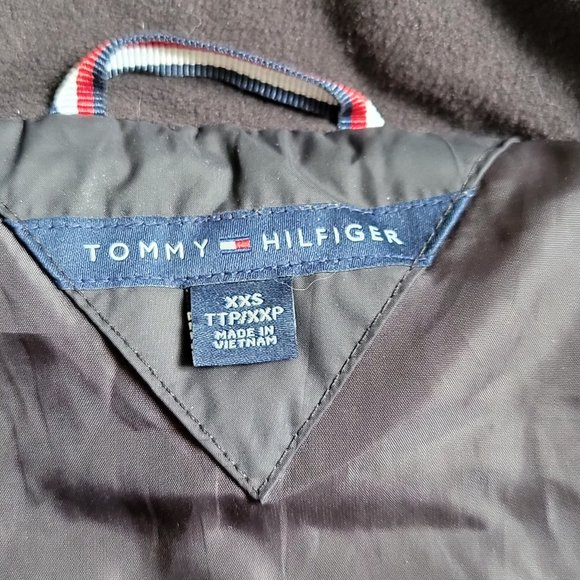 TOMMY HILFIGER
XXS
TTP/XXP
MADE IN
VIETNAM